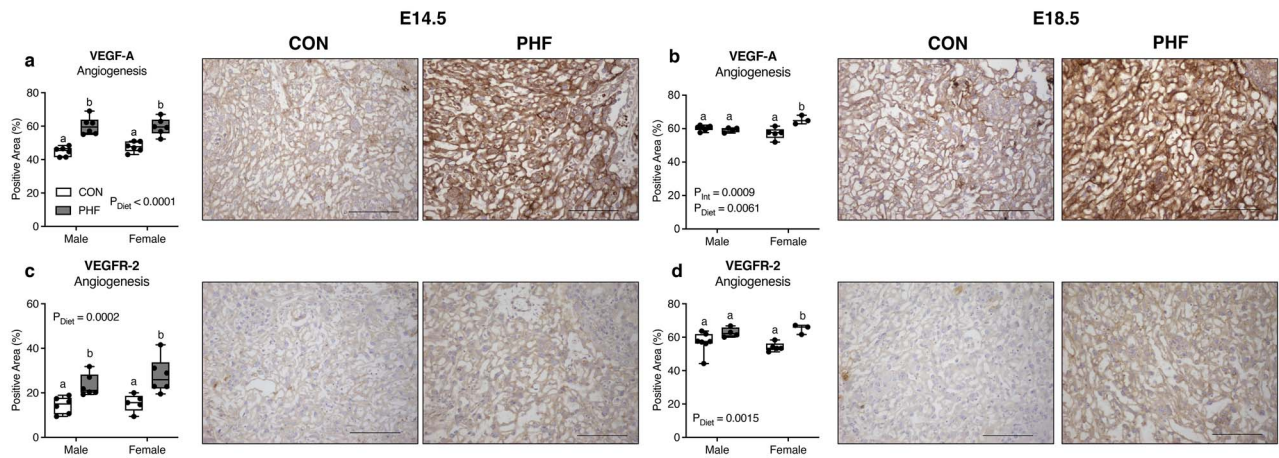 E14.5
E18.5
CON
PHF
CON
PHF
a
VEGF-A
Angiogenesis
Positive Area (%)
80
60
40
20
0
a
b
a
b
CON
PHF
PDiet < 0.0001
Male
Female
b
VEGF-A
Angiogenesis
Positive Area (%)
80
60
40
20
0
a
a
a
b
PInt = 0.0009
PDiet = 0.0061
Male
Female
c
VEGFR-2
Angiogenesis
Positive Area (%)
60
40
20
0
PDiet = 0.0002
a
b
a
b
Male
Female
d
VEGFR-2
Angiogenesis
Positive Area (%)
80
60
40
20
0
a
a
a
b
PDiet = 0.0015
Male
Female